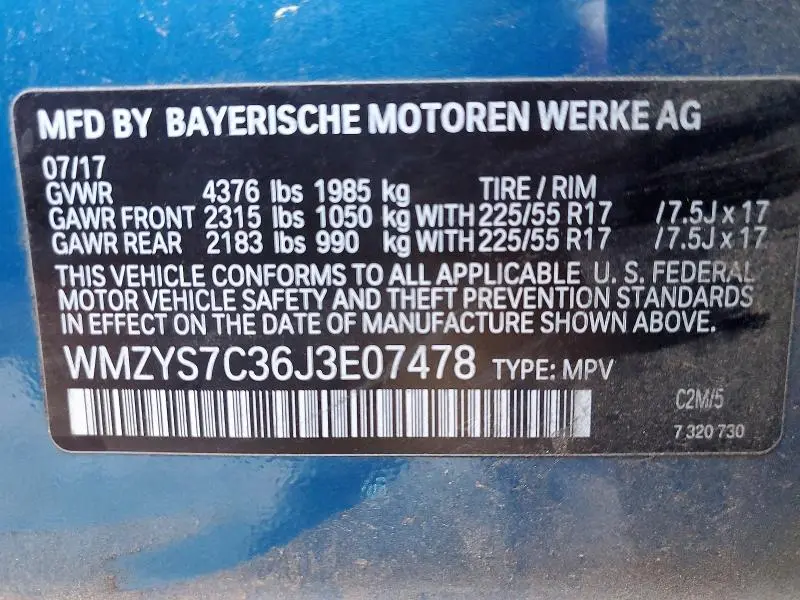 MFD BY BAYERISCHE MOTOREN WERKE AG
07/17
GVWR 4376 lbs 1985 kg TIRE / RIM
GAWR FRONT 2315 lbs 1050 kg WITH 225/55 R17 /7.5J x 17
GAWR REAR 2183 lbs 990 kg WITH 225/55 R17 /7.5J x 17
THIS VEHICLE CONFORMS TO ALL APPLICABLE U. S. FEDERAL
MOTOR VEHICLE SAFETY AND THEFT PREVENTION STANDARDS
IN EFFECT ON THE DATE OF MANUFACTURE SHOWN ABOVE.
WMZYS7C36J3E07478 TYPE: MPV
C2M/5
7 320 730